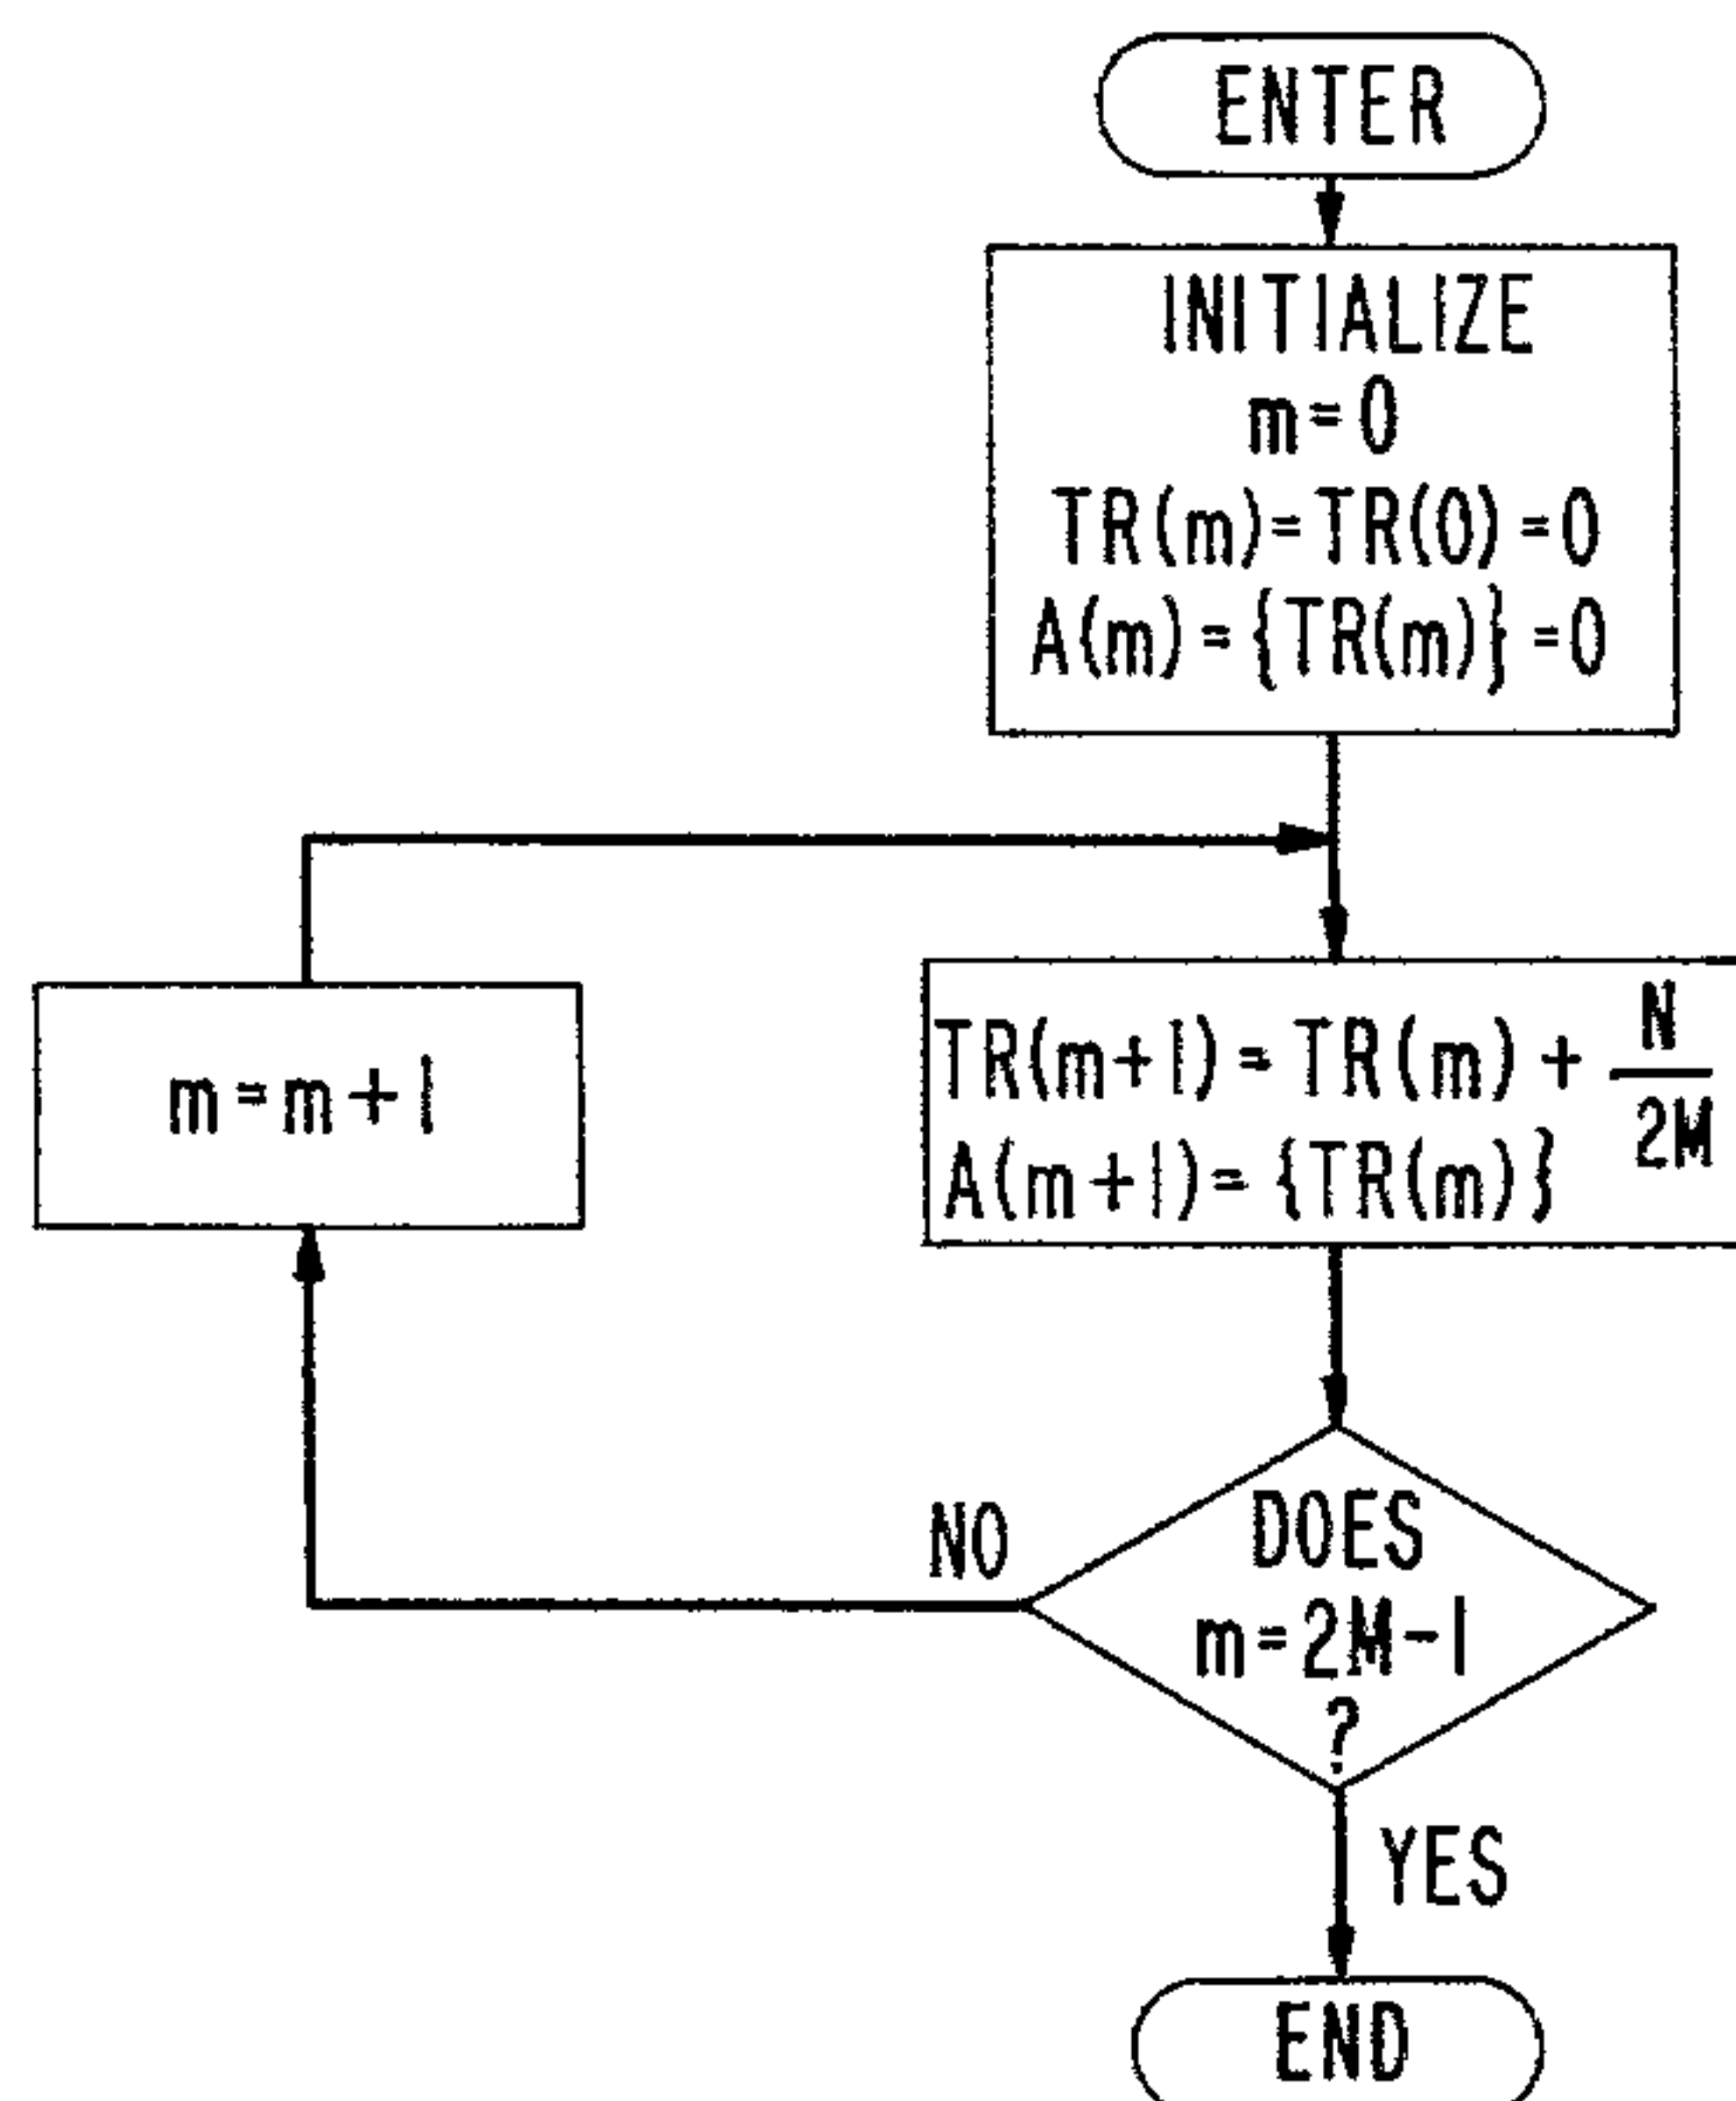 ENTER
INITIALIZE
m=0
TR(m)=TR(0)=0
A(m)={TR(m)}=0
TR(m+1)=TR(m)+N/2M
A(m+1)={TR(m)}
m=m+1
DOES
m=2M-1
?
NO
YES
END